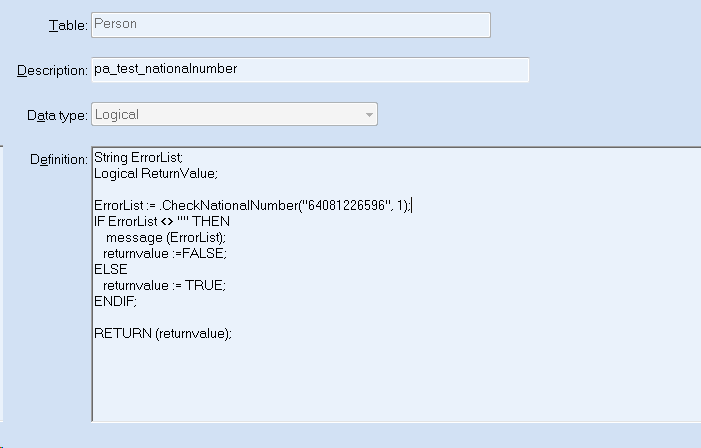 Table: Person
Description: pa_test_nationalnumber
Data type: Logical
Definition: String ErrorList;
Logical ReturnValue;
ErrorList := .CheckNationalNumber("64081226596", 1);
IF ErrorList <> "" THEN
message (ErrorList);
returnvalue :=FALSE;
ELSE
returnvalue := TRUE;
ENDIF;
RETURN (returnvalue);